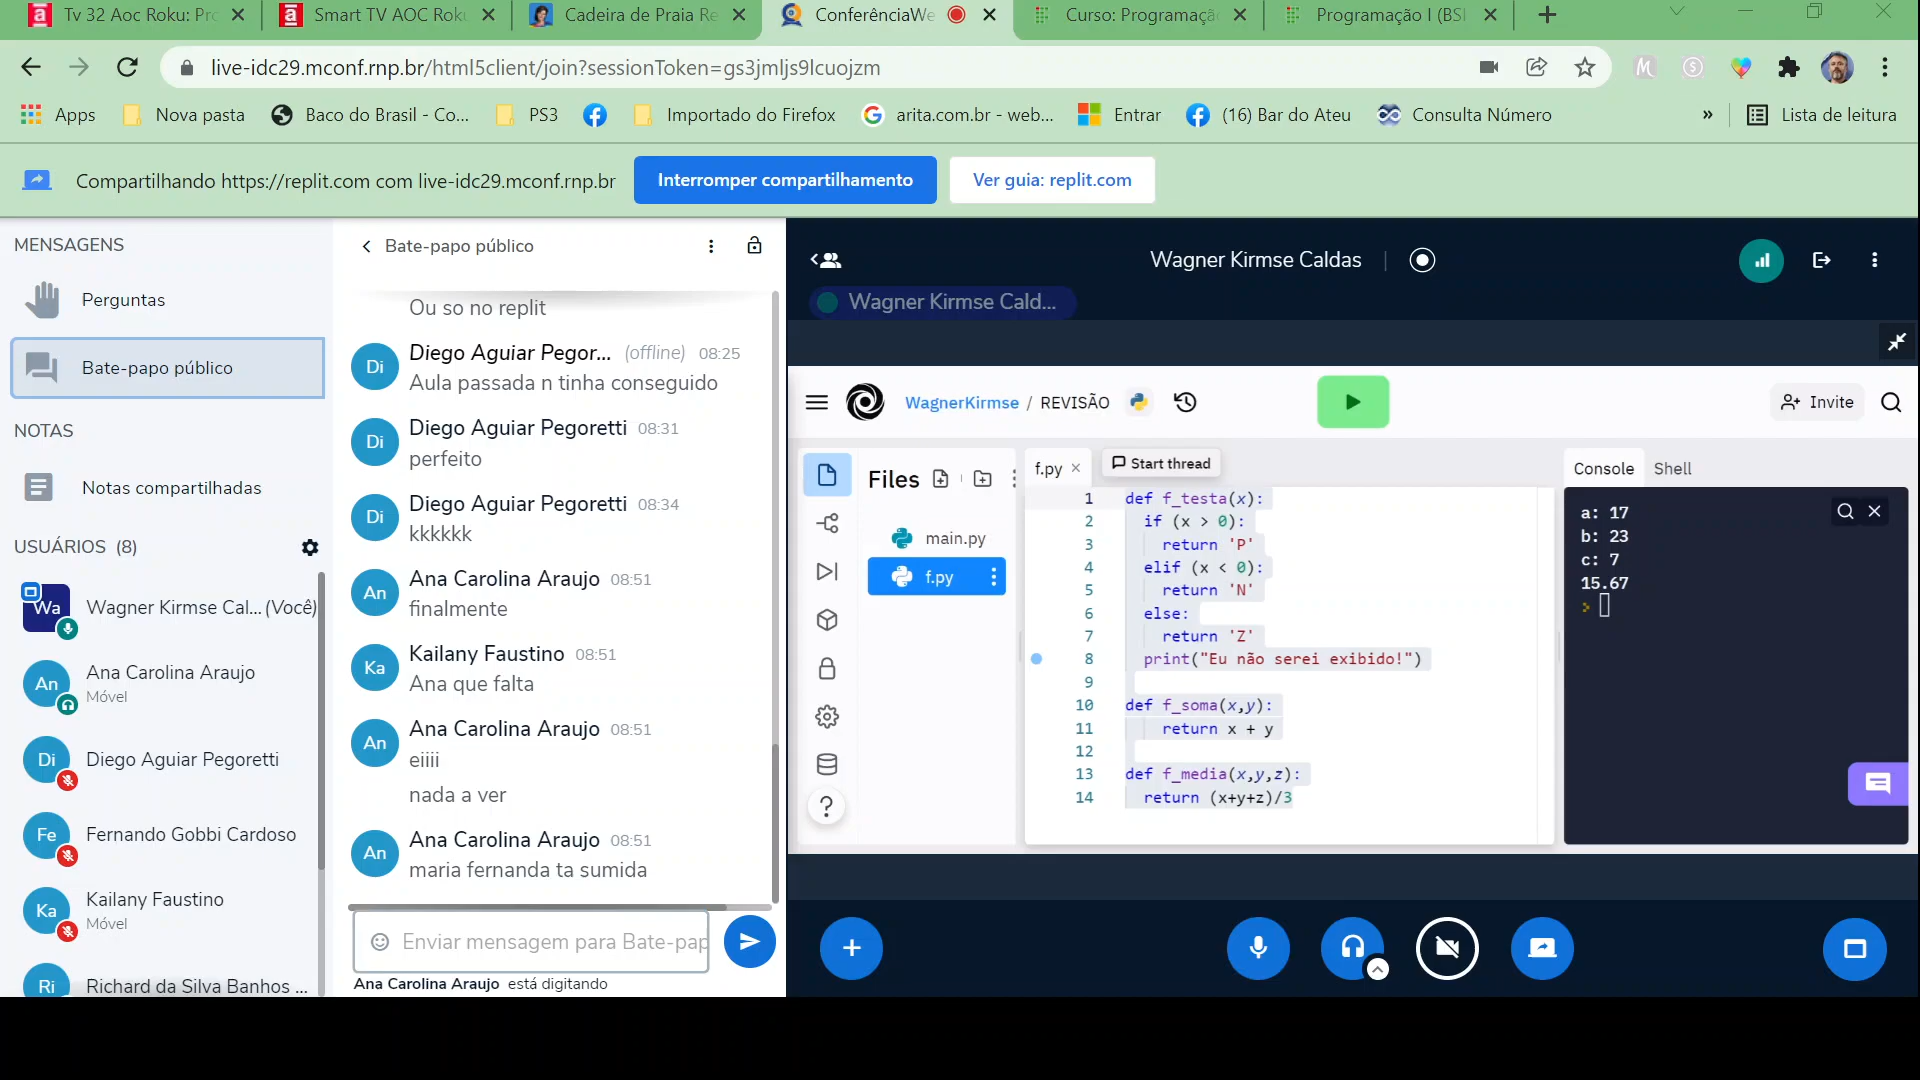 Tv 32 Aoc Roku: Pro
Smart TV AOC Roku
Cadeira de Praia Re
ConferênciaWe
Curso: Programaçã
Programação I (BSI
live-idc29.mconf.rnp.br/html5client/join?sessionToken=gs3jmljs9lcuojzm
Apps
Nova pasta
Baco do Brasil - Co...
PS3
Importado do Firefox
arita.com.br - web...
Entrar
(16) Bar do Ateu
Consulta Número
»
Lista de leitura
Compartilhando https://replit.com com live-idc29.mconf.rnp.br
Interromper compartilhamento
Ver guia: replit.com
MENSAGENS
Perguntas
Bate-papo público
NOTAS
Notas compartilhadas
USUÁRIOS (8)
Wa
Wagner Kirmse Cal... (Você)
An
Ana Carolina Araujo
Móvel
Di
Diego Aguiar Pegoretti
Fe
Fernando Gobbi Cardoso
Ka
Kailany Faustino
Móvel
Ri
Richard da Silva Banhos ...
Bate-papo público
Ou so no replit
Di
Diego Aguiar Pegor... (offline) 08:25
Aula passada n tinha conseguido
Di
Diego Aguiar Pegoretti 08:31
perfeito
Di
Diego Aguiar Pegoretti 08:34
kkkkkk
An
Ana Carolina Araujo 08:51
finalmente
Ka
Kailany Faustino 08:51
Ana que falta
An
Ana Carolina Araujo 08:51
eiiii
nada a ver
An
Ana Carolina Araujo 08:51
maria fernanda ta sumida
Enviar mensagem para Bate-pap
Ana Carolina Araujo está digitando
Wagner Kirmse Caldas
Wagner Kirmse Cald...
WagnerKirmse / REVISÃO
Invite
Files
main.py
f.py
f.py
Start thread
1 def f_testa(x):
2 if (x > 0):
3 return 'P'
4 elif (x < 0):
5 return 'N'
6 else:
7 return 'Z'
8 print("Eu não serei exibido!")
9
10 def f_soma(x,y):
11 return x + y
12
13 def f_media(x,y,z):
14 return (x+y+z)/3
Console
Shell
a: 17
b: 23
c: 7
15.67